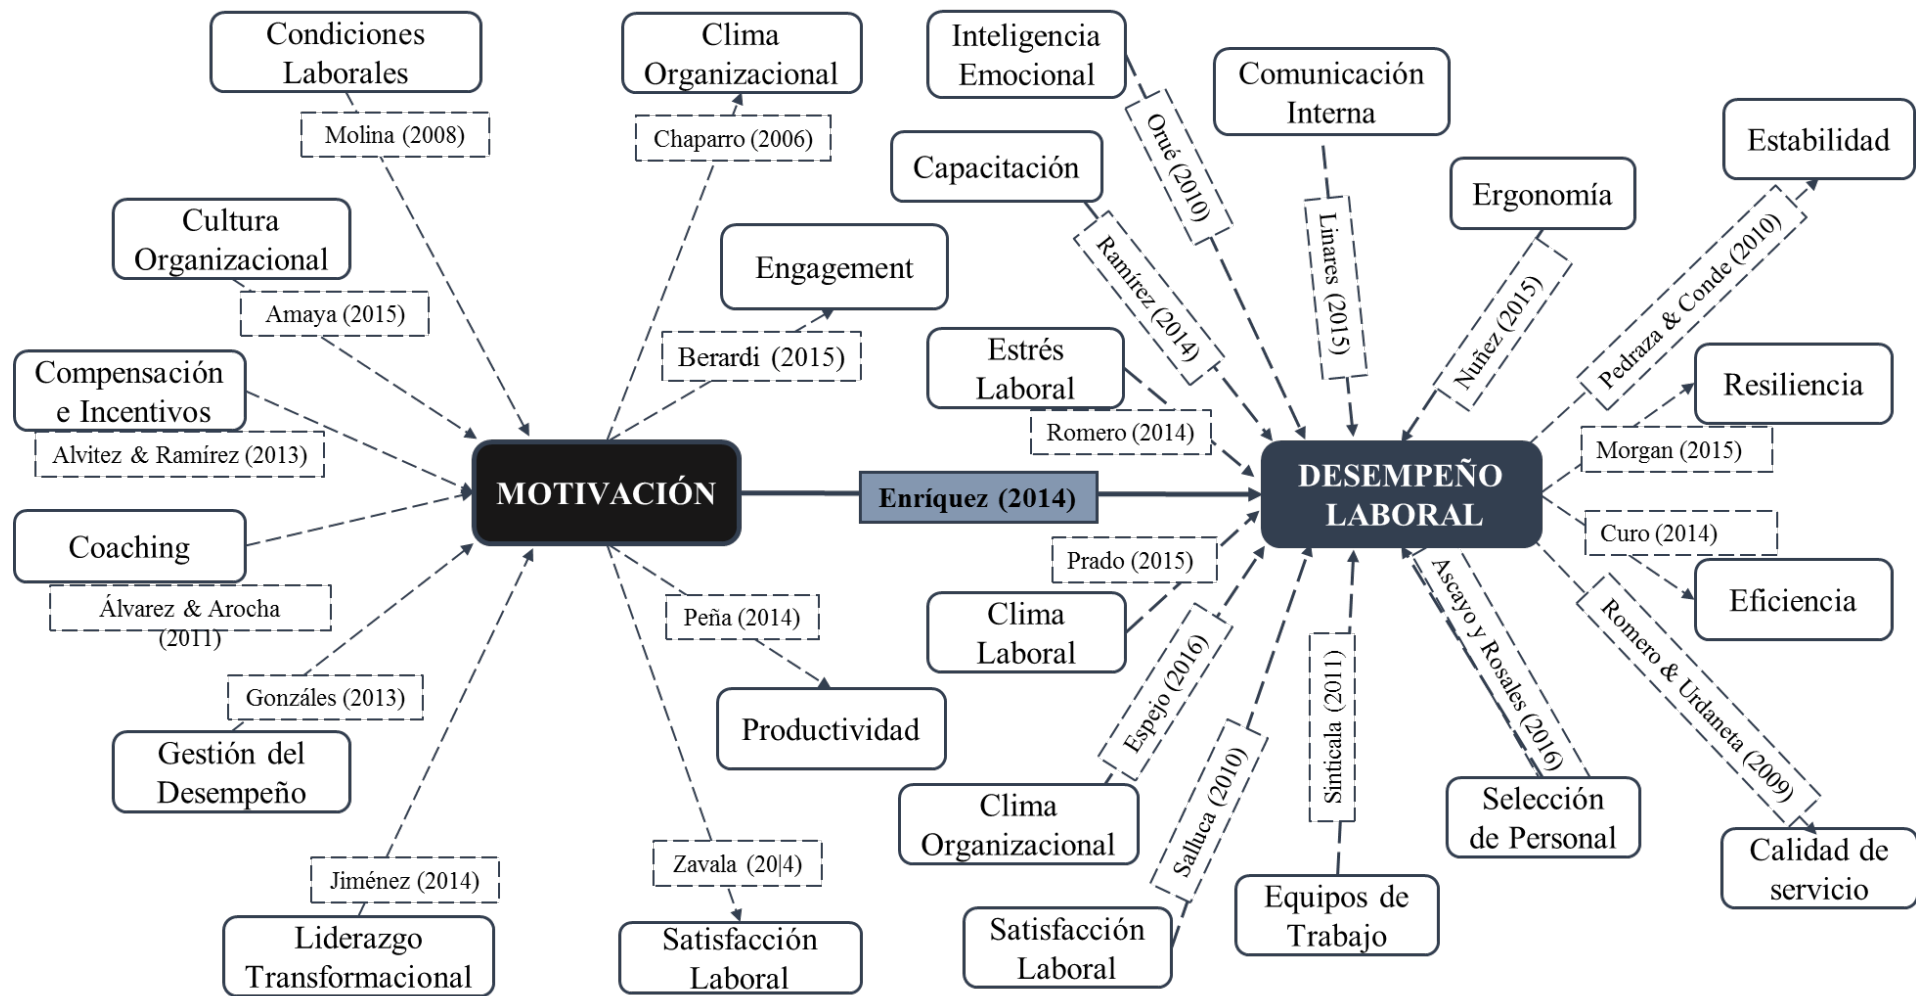 Condiciones
Laborales
Molina (2008)
Clima
Organizacional
Chaparro (2006)
Cultura
Organizacional
Amaya (2015)
Engagement
Berardi (2015)
Compensación
e Incentivos
Alvitez & Ramírez (2013)
MOTIVACIÓN
Enríquez (2014)
Coaching
Álvarez & Arocha
(2011)
Gonzáles (2013)
Gestión del
Desempeño
Jiménez (2014)
Liderazgo
Transformacional
Peña (2014)
Productividad
Zavala (20|4)
Satisfacción
Laboral
Inteligencia
Emocional
Orué (2010)
Comunicación
Interna
Linares (2015)
Capacitación
Ramírez (2014)
Ergonomía
Nuñez (2015)
Estabilidad
Pedraza & Conde (2010)
Estrés
Laboral
Romero (2014)
Resiliencia
Morgan (2015)
DESEMPEÑO
LABORAL
Curo (2014)
Eficiencia
Prado (2015)
Clima
Laboral
Espejo (2016)
Clima
Organizacional
Salluca (2010)
Satisfacción
Laboral
Sinticala (2011)
Equipos de
Trabajo
Ascayo y Rosales (2016)
Selección
de Personal
Romero & Urdaneta (2009)
Calidad de
servicio